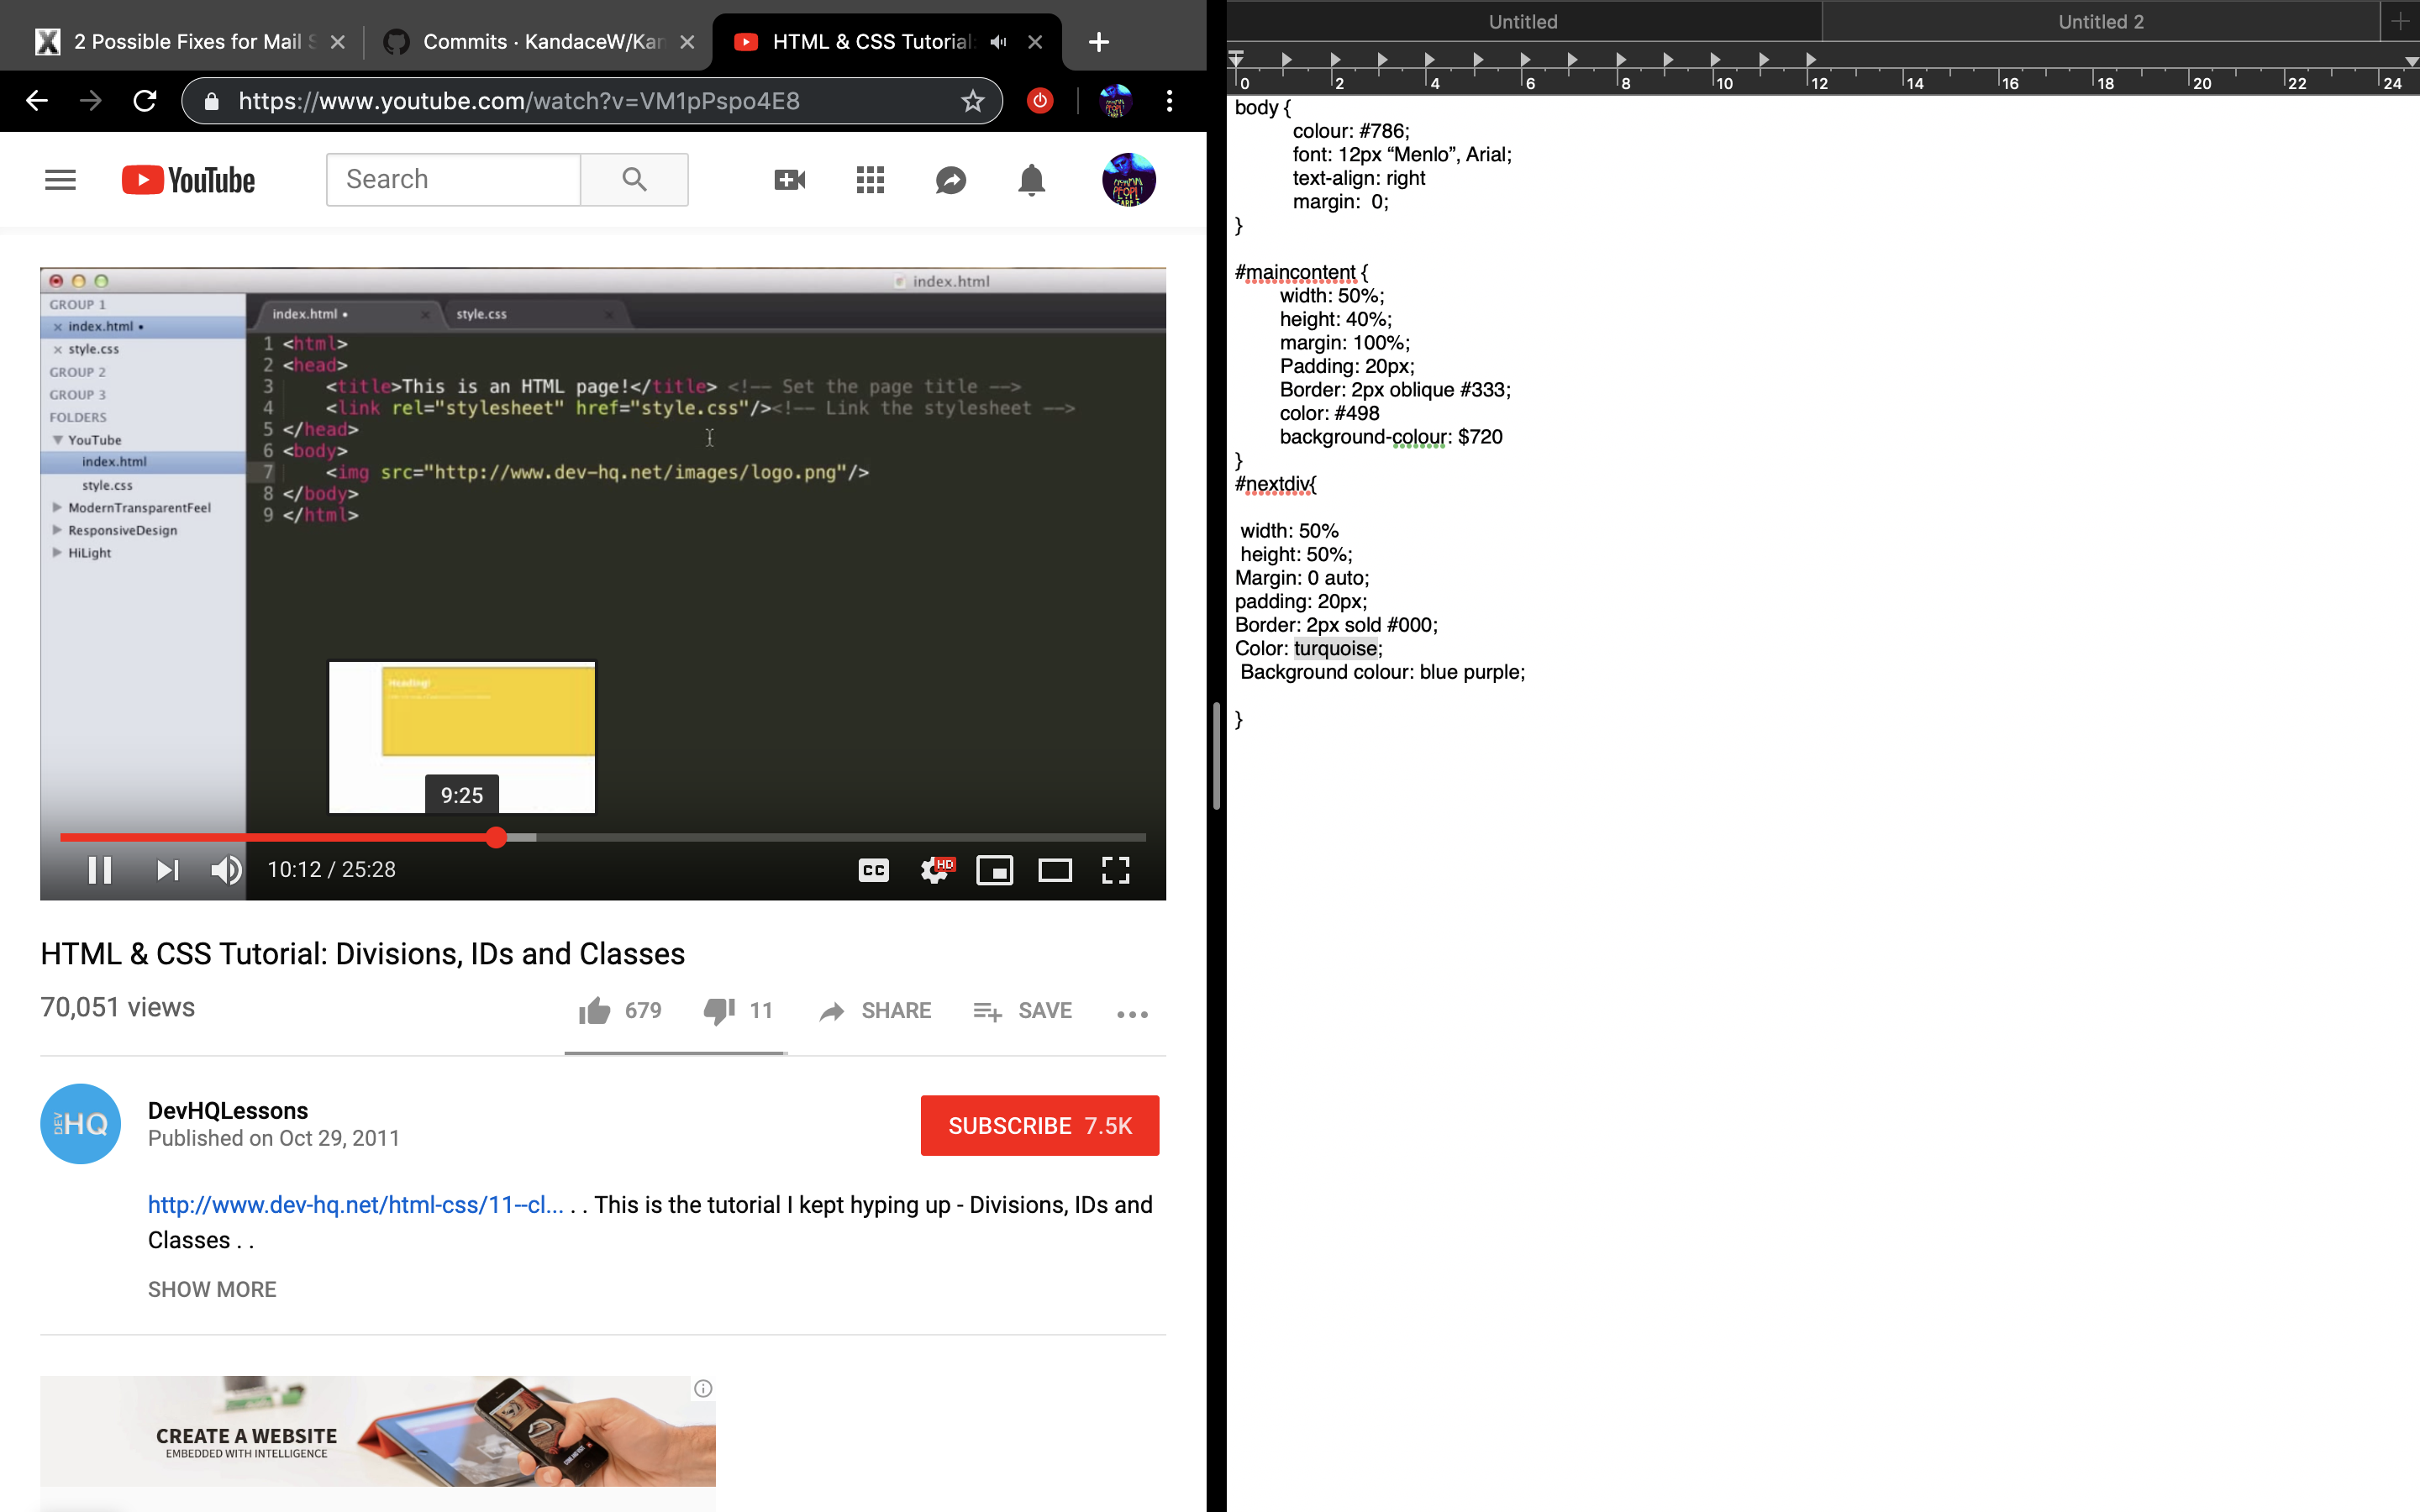 2 Possible Fixes for Mail S
Commits · KandaceW/Kan
HTML & CSS Tutorial:
https://www.youtube.com/watch?v=VM1pPspo4E8
YouTube
Search
index.html
GROUP 1
index.html
style.css
GROUP 2
GROUP 3
FOLDERS
YouTube
index.html
style.css
ModernTransparentFeel
ResponsiveDesign
HiLight
index.html
style.css
1 <html>
2 <head>
3 <title>This is an HTML page!</title> <!-- Set the page title -->
4 <link rel="stylesheet" href="style.css"/><!-- Link the stylesheet -->
5 </head>
6 <body>
7 <img src="http://www.dev-hq.net/images/logo.png"/>
8 </body>
9 </html>
Heading!
9:25
10:12 / 25:28
CC
HD
HTML & CSS Tutorial: Divisions, IDs and Classes
70,051 views
679
11
SHARE
SAVE
DEV HQ
DevHQLessons
Published on Oct 29, 2011
SUBSCRIBE 7.5K
http://www.dev-hq.net/html-css/11--cl... . . This is the tutorial I kept hyping up - Divisions, IDs and
Classes . .
SHOW MORE
CREATE A WEBSITE
EMBEDDED WITH INTELLIGENCE
Untitled
Untitled 2
0 2 4 6 8 10 12 14 16 18 20 22 24
body {
colour: #786;
font: 12px “Menlo”, Arial;
text-align: right
margin: 0;
}
#maincontent {
width: 50%;
height: 40%;
margin: 100%;
Padding: 20px;
Border: 2px oblique #333;
color: #498
background-colour: $720
}
#nextdiv{
width: 50%
height: 50%;
Margin: 0 auto;
padding: 20px;
Border: 2px sold #000;
Color: turquoise;
Background colour: blue purple;
}